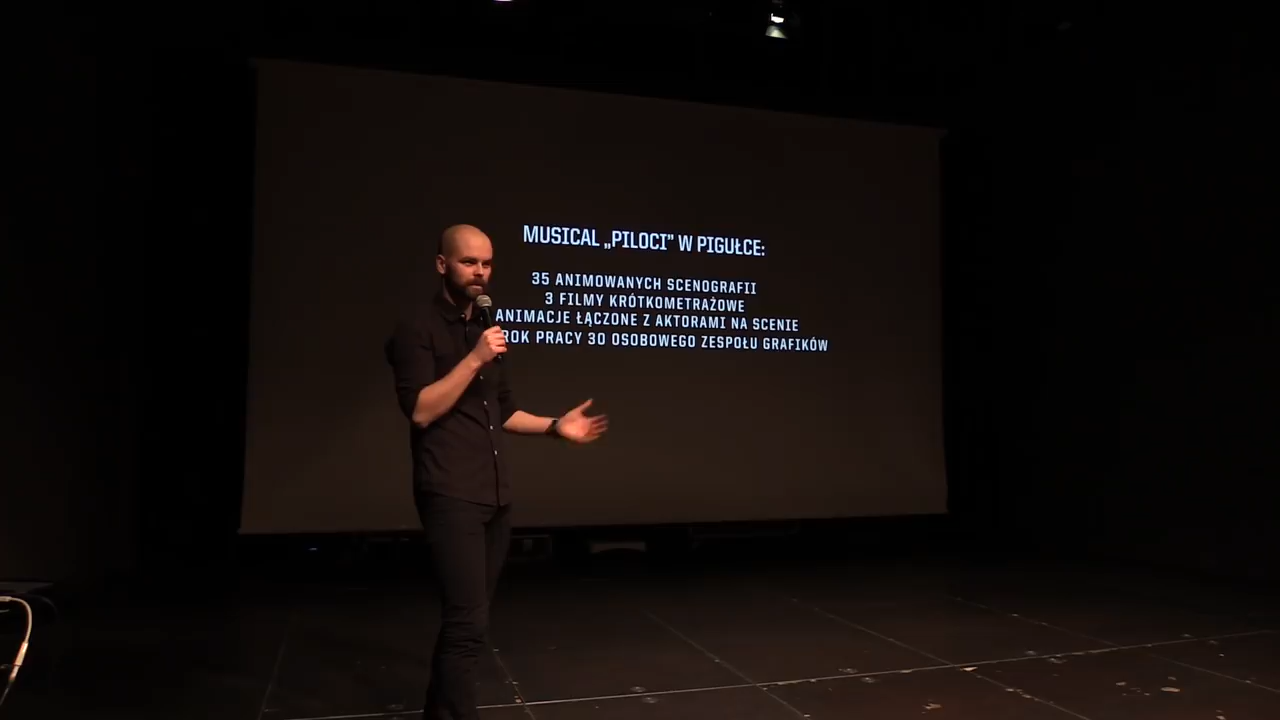 MUSICAL „PILOCI” W PIGUŁCE:
35 ANIMOWANYCH SCENOGRAFII
3 FILMY KRÓTKOMETRAŻOWE
ANIMACJE ŁĄCZONE Z AKTORAMI NA SCENIE
ROK PRACY 30 OSOBOWEGO ZESPOŁU GRAFIKÓW